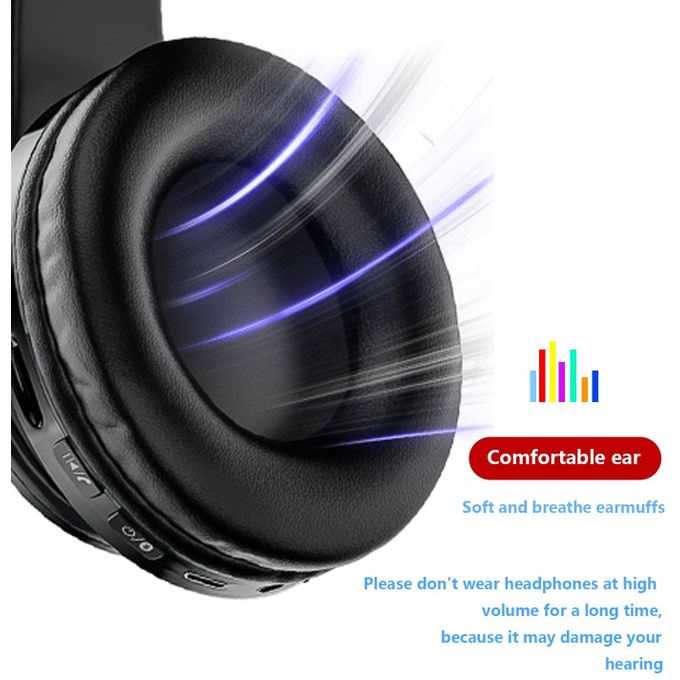 Comfortable ear
Soft and breathe earmuffs
Please don't wear headphones at high
volume for a long time,
because it may damage your
hearing